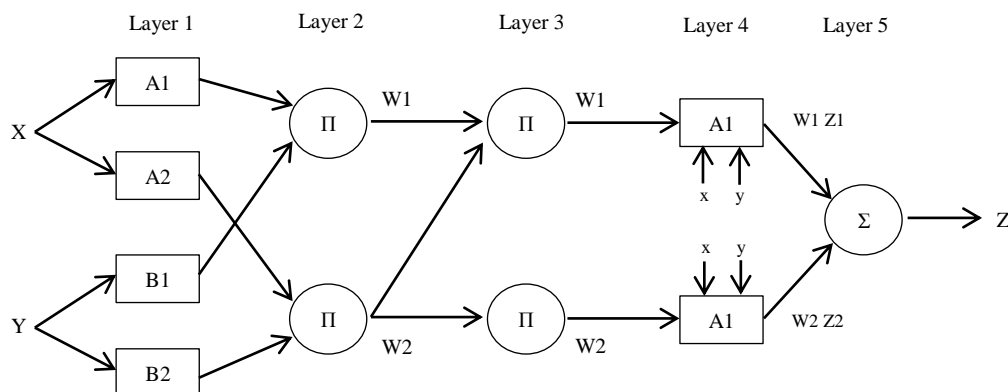 Layer 1 Layer 2 Layer 3 Layer 4 Layer 5
A1
W1 W1
X Π Π A1 W1 Z1
A2
x y
Σ Z
x y
B1
Y Π Π A1 W2 Z2
W2 W2
B2